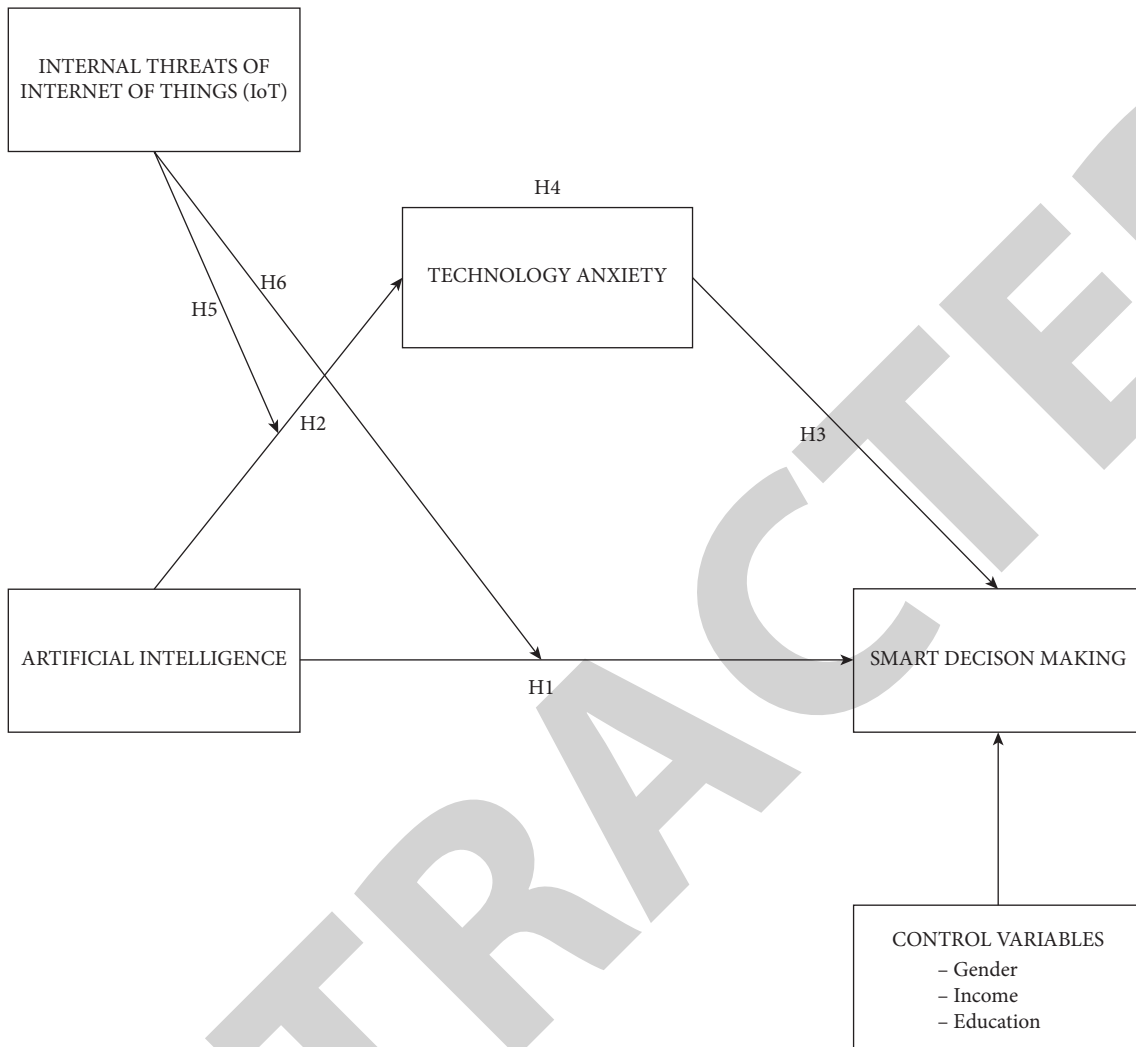 INTERNAL THREATS OF
INTERNET OF THINGS (IoT)
H4
TECHNOLOGY ANXIETY
H6
H5
H2
H3
ARTIFICIAL INTELLIGENCE
SMART DECISON MAKING
H1
CONTROL VARIABLES
– Gender
– Income
– Education
TRACTE